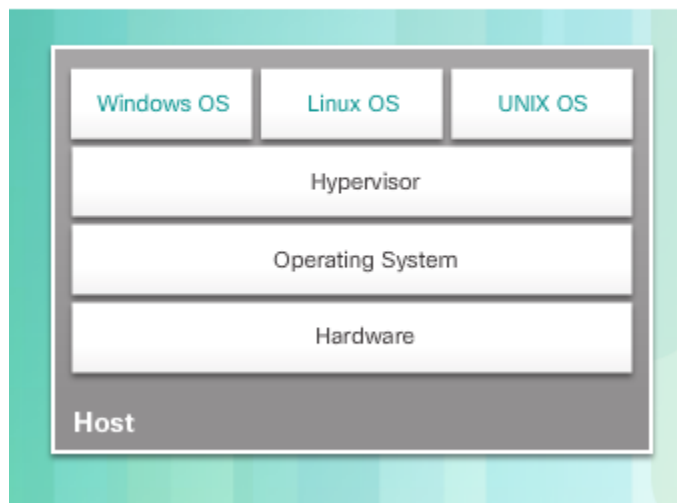 Windows OS
Linux OS
UNIX OS
Hypervisor
Operating System
Hardware
Host